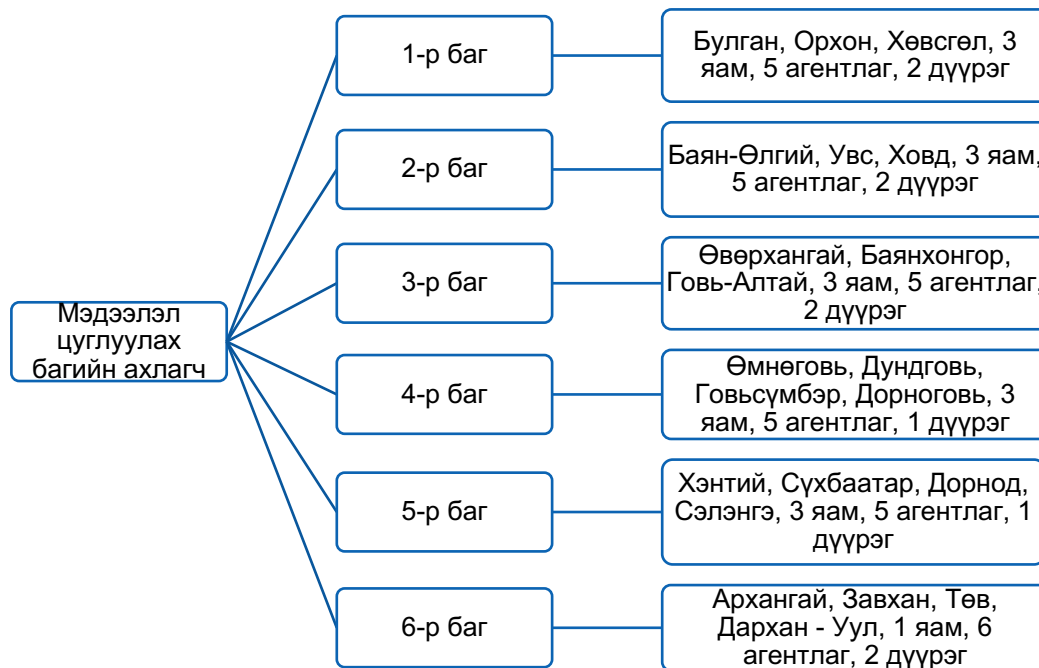 Мэдээлэл
цуглуулах
багийн ахлагч
1-р баг
Булган, Орхон, Хөвсгөл, 3
яам, 5 агентлаг, 2 дүүрэг
2-р баг
Баян-Өлгий, Увс, Ховд, 3 яам,
5 агентлаг, 2 дүүрэг
3-р баг
Өвөрхангай, Баянхонгор,
Говь-Алтай, 3 яам, 5 агентлаг,
2 дүүрэг
4-р баг
Өмнөговь, Дундговь,
Говьсүмбэр, Дорноговь, 3
яам, 5 агентлаг, 1 дүүрэг
5-р баг
Хэнтий, Сүхбаатар, Дорнод,
Сэлэнгэ, 3 яам, 5 агентлаг, 1
дүүрэг
6-р баг
Архангай, Завхан, Төв,
Дархан - Уул, 1 яам, 6
агентлаг, 2 дүүрэг